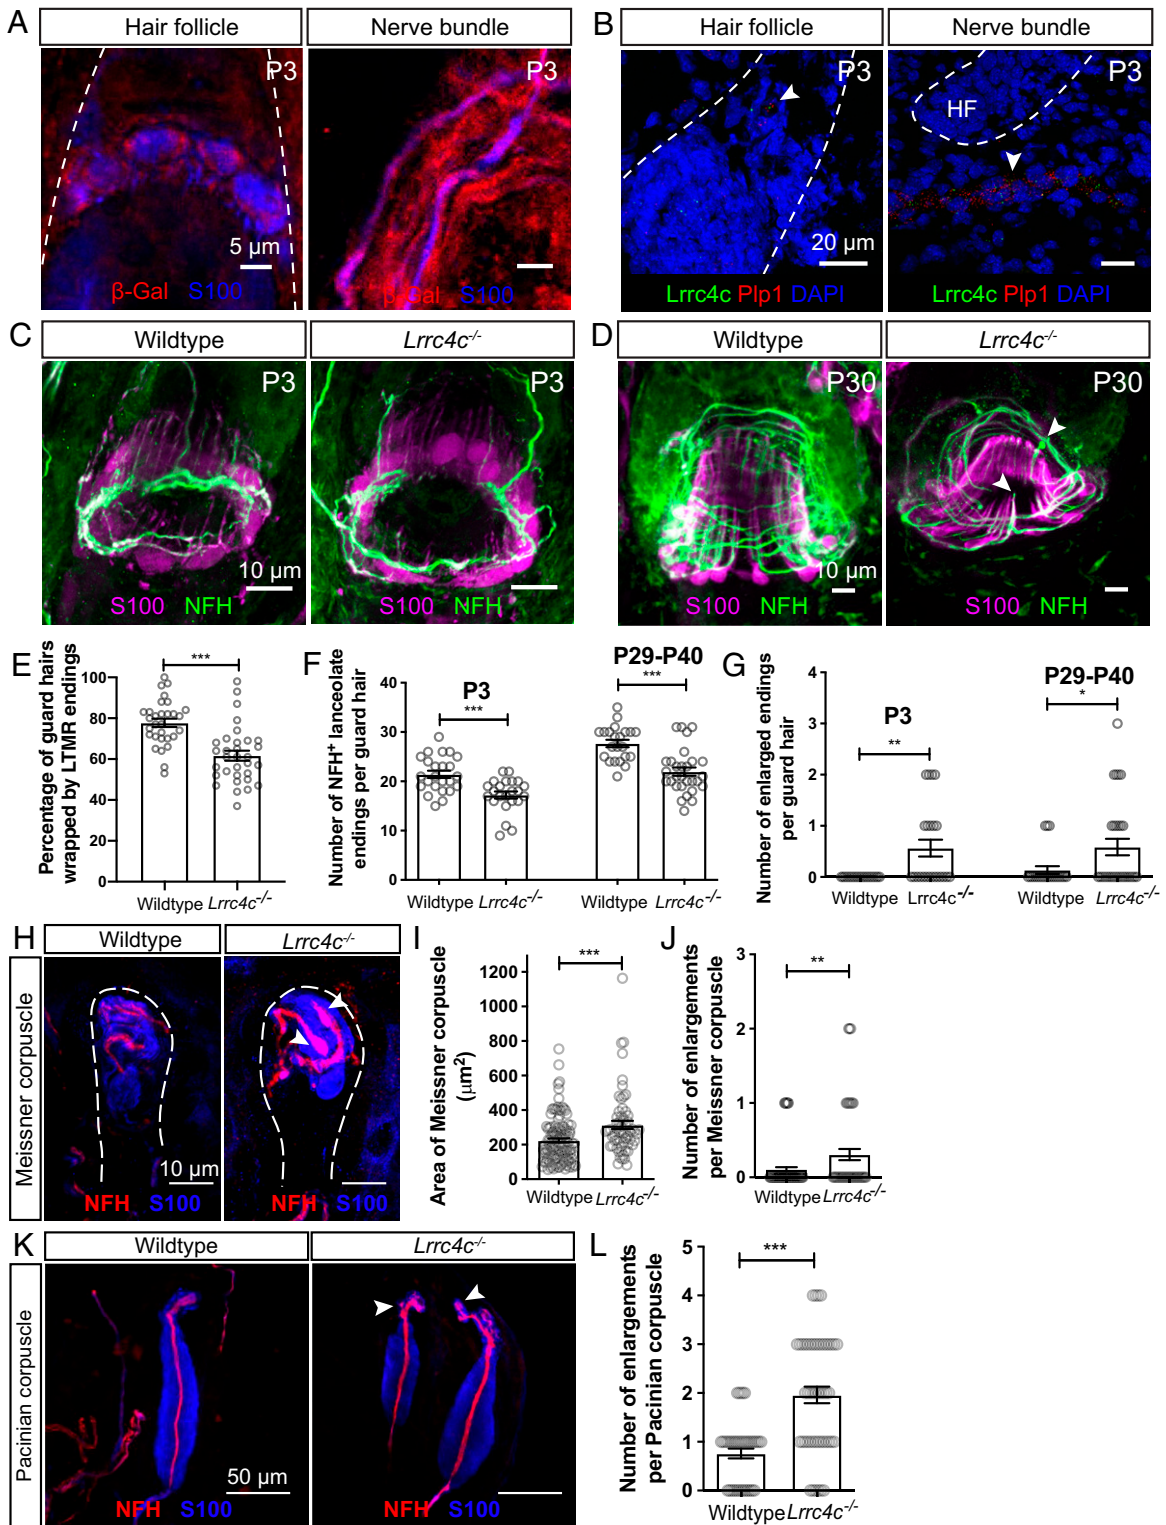 A
Hair follicle
Nerve bundle
P3
P3
5 μm
β-Gal S100
β-Gal S100
B
Hair follicle
Nerve bundle
P3
P3
HF
20 μm
Lrrc4c Plp1 DAPI
Lrrc4c Plp1 DAPI
C
Wildtype
Lrrc4c-/-
P3
P3
10 μm
S100 NFH
S100 NFH
D
Wildtype
Lrrc4c-/-
P30
P30
10 μm
S100 NFH
S100 NFH
E
Percentage of guard hairs
wrapped by LTMR endings
100
80
60
40
20
0
***
Wildtype Lrrc4c-/-
F
Number of NFH+ lanceolate
endings per guard hair
40
30
20
10
0
P3
***
P29-P40
***
Wildtype Lrrc4c-/-
Wildtype Lrrc4c-/-
G
Number of enlarged endings
per guard hair
4
3
2
1
0
P3
**
P29-P40
*
Wildtype Lrrc4c-/-
Wildtype Lrrc4c-/-
H
Wildtype
Lrrc4c-/-
Meissner corpuscle
10 μm
NFH S100
NFH S100
I
Area of Meissner corpuscle
(μm2)
1200
1000
800
600
400
200
0
***
Wildtype Lrrc4c-/-
J
Number of enlargements
per Meissner corpuscle
3
2
1
0
**
Wildtype Lrrc4c-/-
K
Wildtype
Lrrc4c-/-
Pacinian corpuscle
50 μm
NFH S100
NFH S100
L
Number of enlargements
per Pacinian corpuscle
5
4
3
2
1
0
***
Wildtype Lrrc4c-/-